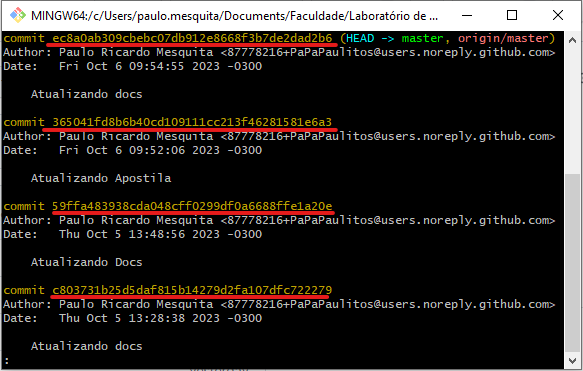 MINGW64:/c/Users/paulo.mesquita/Documents/Faculdade/Laboratório de ...
commit ec8a0ab309cbebc07db912e8668f3b7de2dad2b6 (HEAD -> master, origin/master)
Author: Paulo Ricardo Mesquita <87778216+PaPaPaulitos@users.noreply.github.com>
Date:   Fri Oct 6 09:54:55 2023 -0300
Atualizando docs
commit 365041fd8b6b40cd109111cc213f46281581e6a3
Author: Paulo Ricardo Mesquita <87778216+PaPaPaulitos@users.noreply.github.com>
Date:   Fri Oct 6 09:52:06 2023 -0300
Atualizando Apostila
commit 59ffa483938cda048cff0299df0a6688ffe1a20e
Author: Paulo Ricardo Mesquita <87778216+PaPaPaulitos@users.noreply.github.com>
Date:   Thu Oct 5 13:48:56 2023 -0300
Atualizando Docs
commit c803731b25d5daf815b14279d2fa107dfc722279
Author: Paulo Ricardo Mesquita <87778216+PaPaPaulitos@users.noreply.github.com>
Date:   Thu Oct 5 13:28:38 2023 -0300
Atualizando docs
: